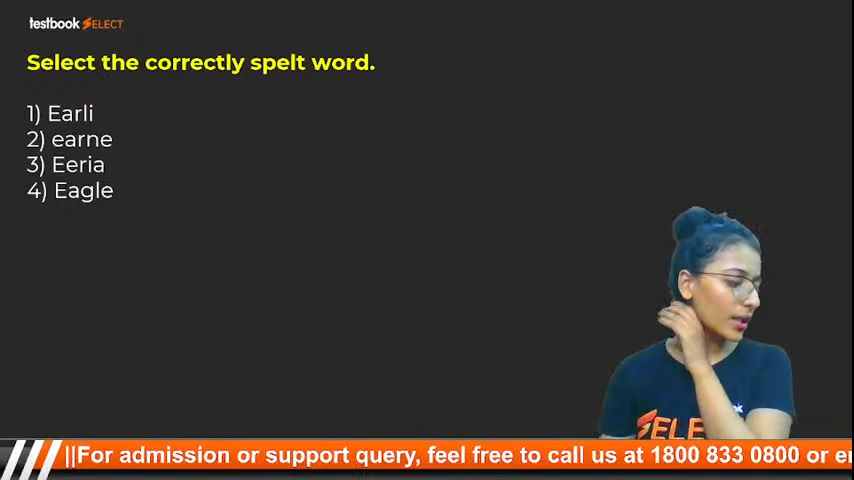 testbook SELECT
Select the correctly spelt word.
1) Earli
2) earne
3) Eeria
4) Eagle
SELE
||For admission or support query, feel free to call us at 1800 833 0800 or